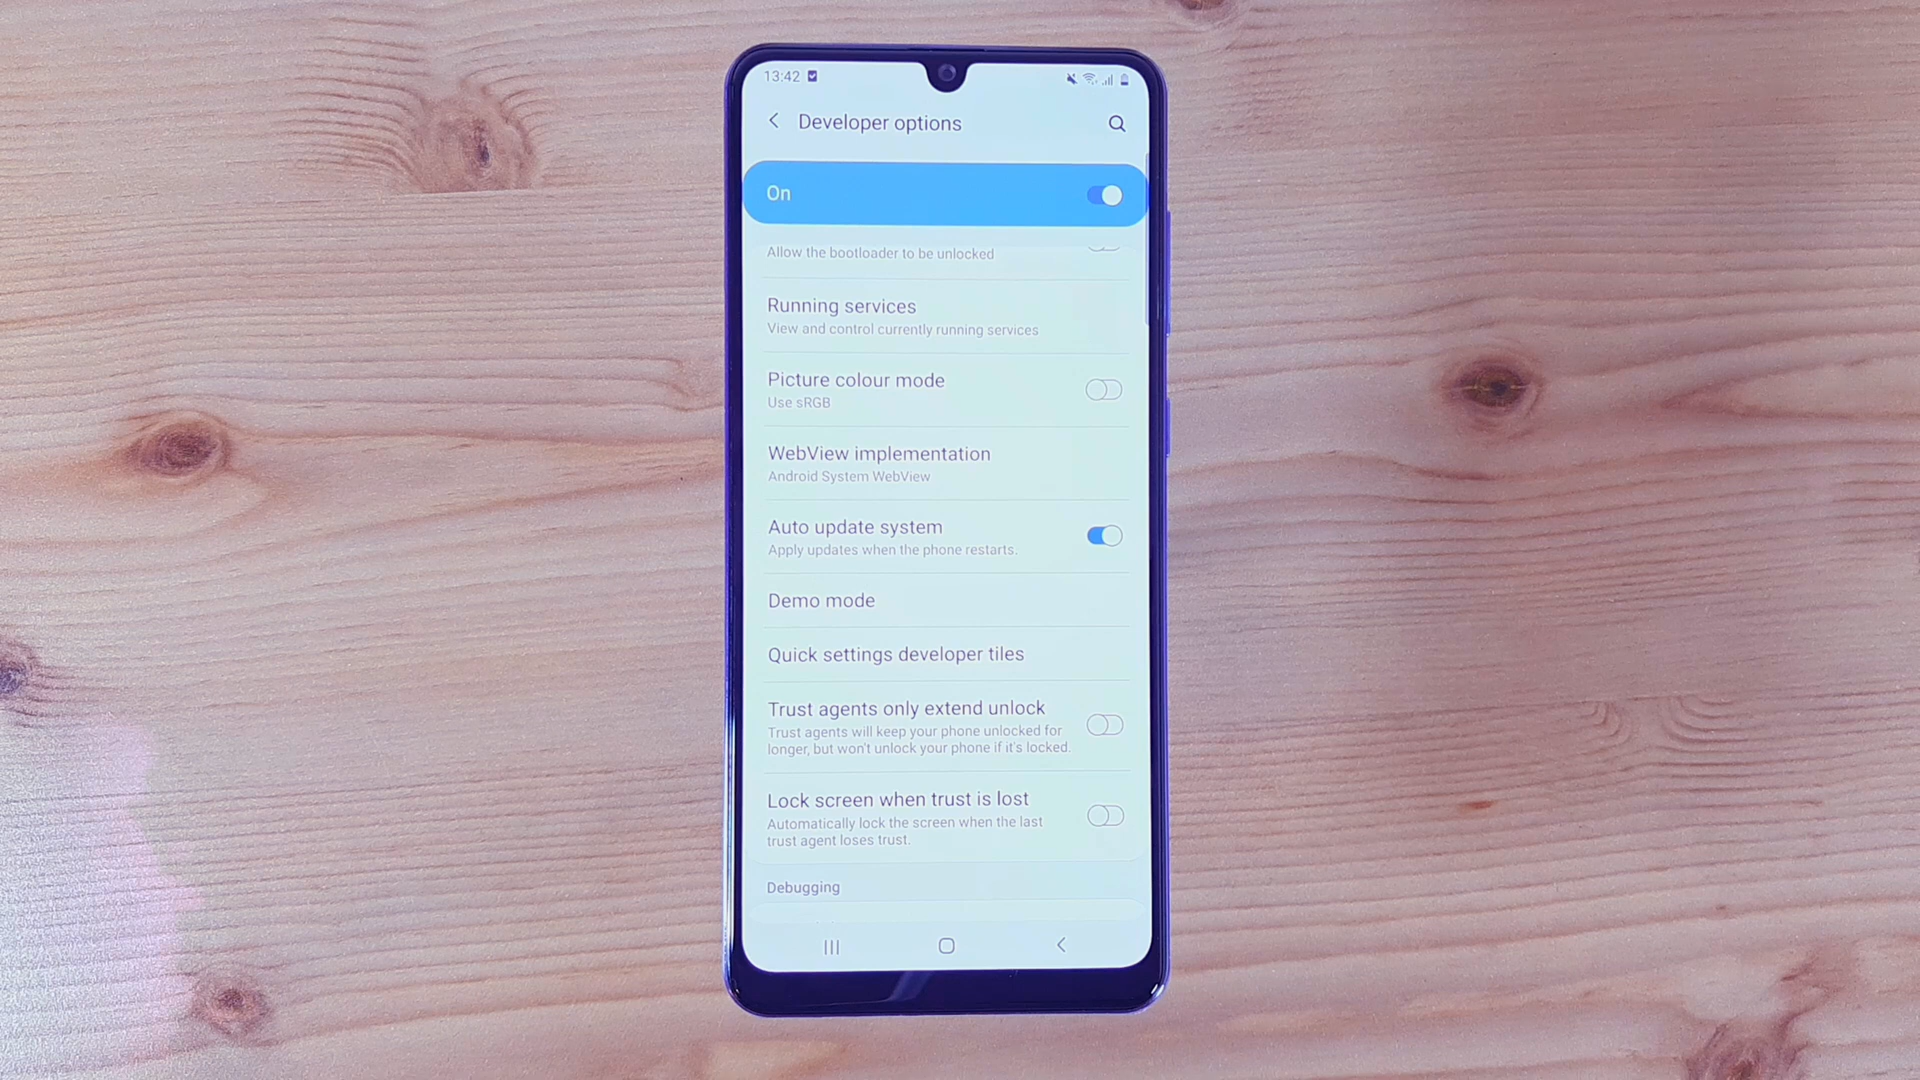 13:42
Developer options
On
Allow the bootloader to be unlocked
Running services
View and control currently running services
Picture colour mode
Use sRGB
WebView implementation
Android System WebView
Auto update system
Apply updates when the phone restarts.
Demo mode
Quick settings developer tiles
Trust agents only extend unlock
Trust agents will keep your phone unlocked for
longer, but won't unlock your phone if it's locked.
Lock screen when trust is lost
Automatically lock the screen when the last
trust agent loses trust.
Debugging